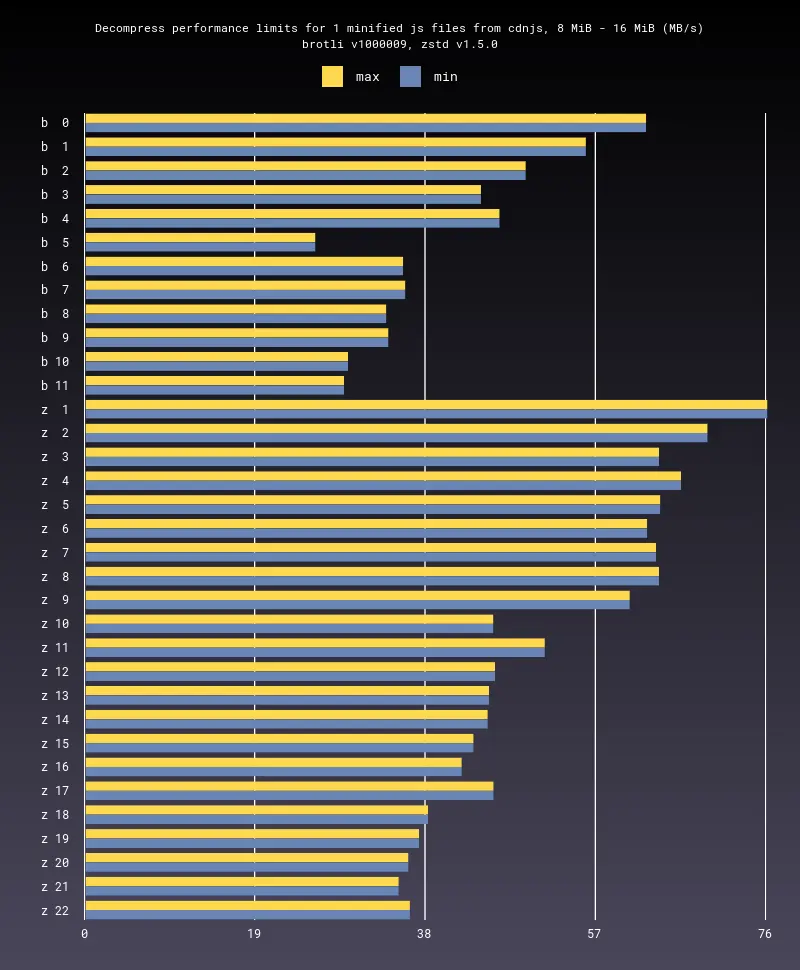 Decompress performance limits for 1 minified js files from cdnjs, 8 MiB - 16 MiB (MB/s)
brotli v1000009, zstd v1.5.0
max min
b 0
b 1
b 2
b 3
b 4
b 5
b 6
b 7
b 8
b 9
b 10
b 11
z 1
z 2
z 3
z 4
z 5
z 6
z 7
z 8
z 9
z 10
z 11
z 12
z 13
z 14
z 15
z 16
z 17
z 18
z 19
z 20
z 21
z 22
0 19 38 57 76